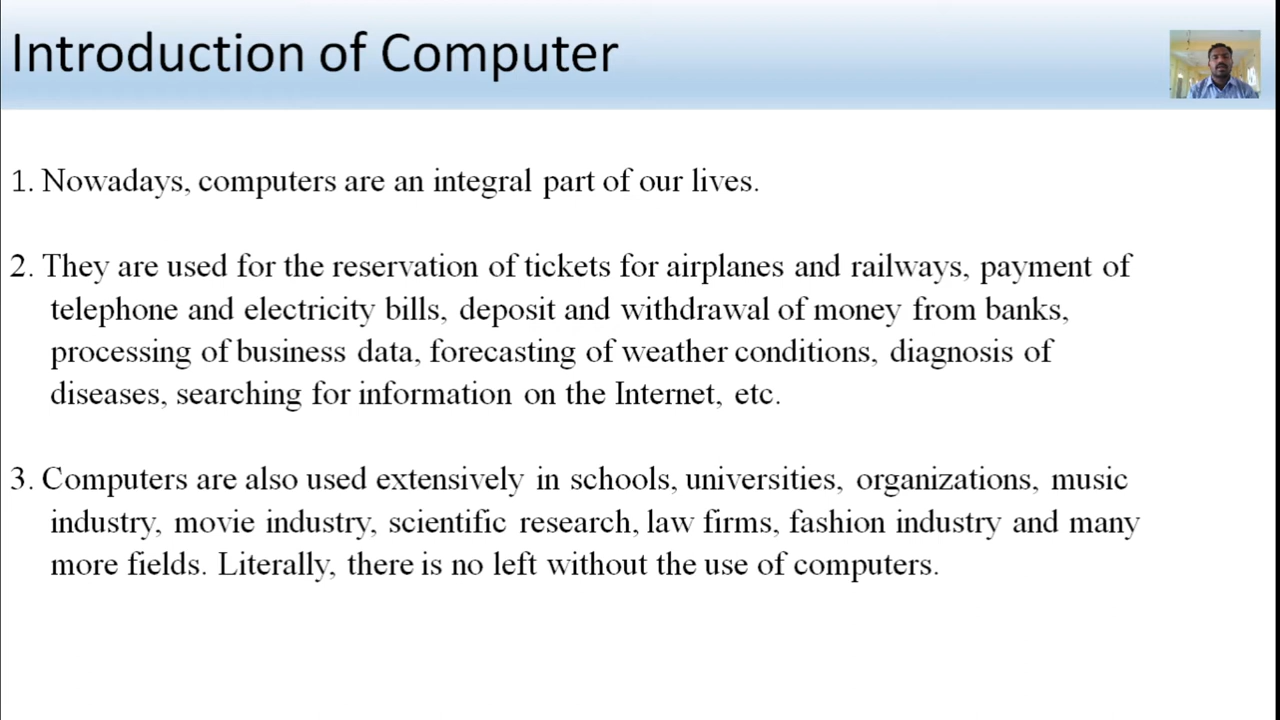 Introduction of Computer
1. Nowadays, computers are an integral part of our lives.
2. They are used for the reservation of tickets for airplanes and railways, payment of
telephone and electricity bills, deposit and withdrawal of money from banks,
processing of business data, forecasting of weather conditions, diagnosis of
diseases, searching for information on the Internet, etc.
3. Computers are also used extensively in schools, universities, organizations, music
industry, movie industry, scientific research, law firms, fashion industry and many
more fields. Literally, there is no left without the use of computers.